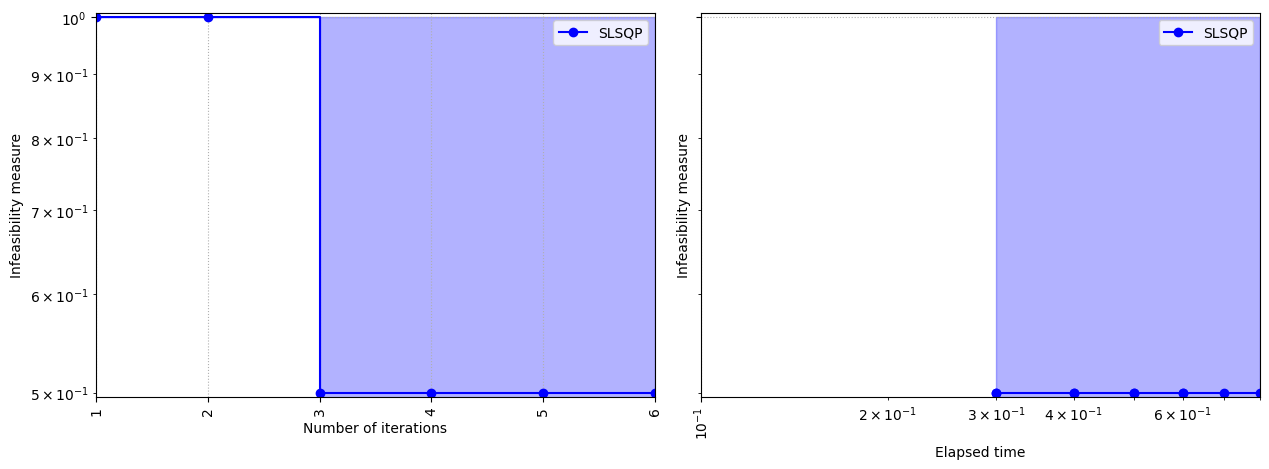 10⁰
9 × 10⁻¹
8 × 10⁻¹
7 × 10⁻¹
6 × 10⁻¹
5 × 10⁻¹
Infeasibility measure
1 2 3 4 5 6
Number of iterations
SLSQP
Infeasibility measure
10⁻¹ 2 × 10⁻¹ 3 × 10⁻¹ 4 × 10⁻¹ 6 × 10⁻¹
Elapsed time
SLSQP